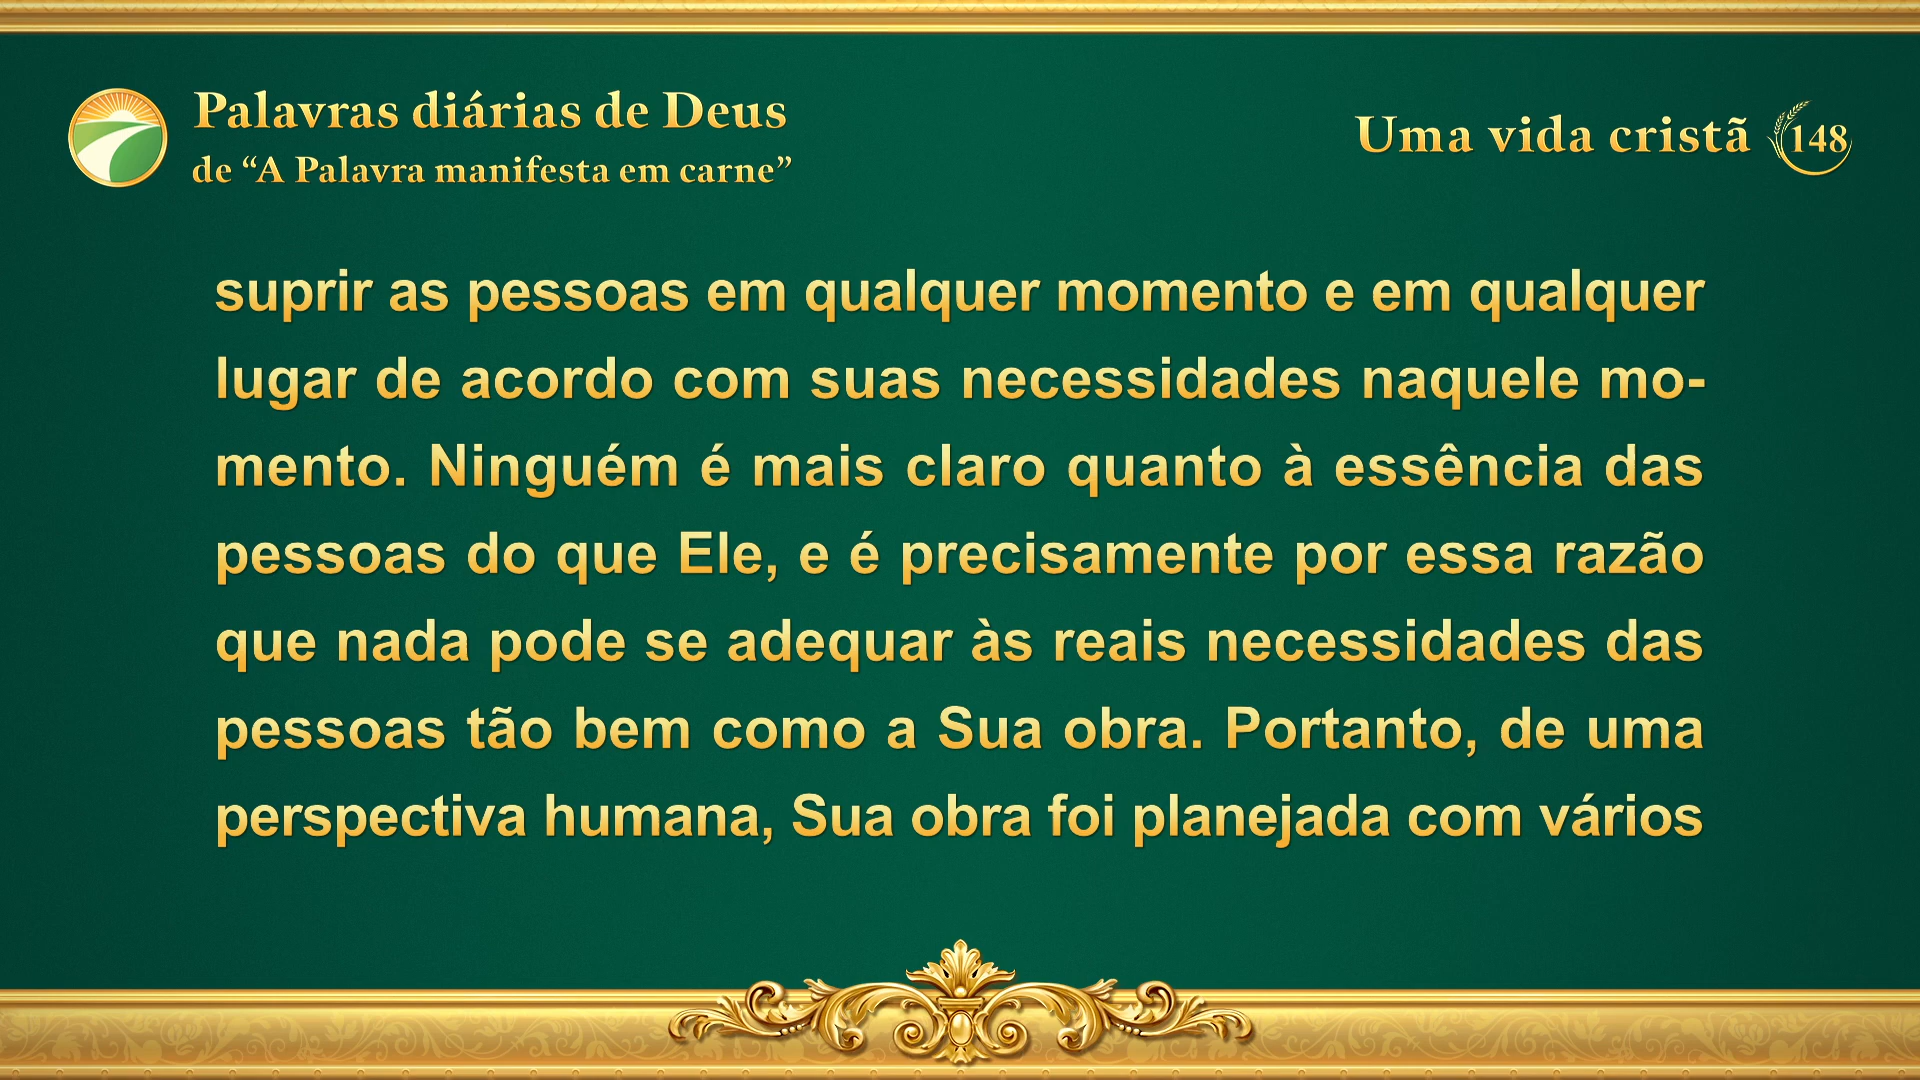 Palavras diárias de Deus
de “A Palavra manifesta em carne”
Uma vida cristã 148
suprir as pessoas em qualquer momento e em qualquer
lugar de acordo com suas necessidades naquele mo-
mento. Ninguém é mais claro quanto à essência das
pessoas do que Ele, e é precisamente por essa razão
que nada pode se adequar às reais necessidades das
pessoas tão bem como a Sua obra. Portanto, de uma
perspectiva humana, Sua obra foi planejada com vários